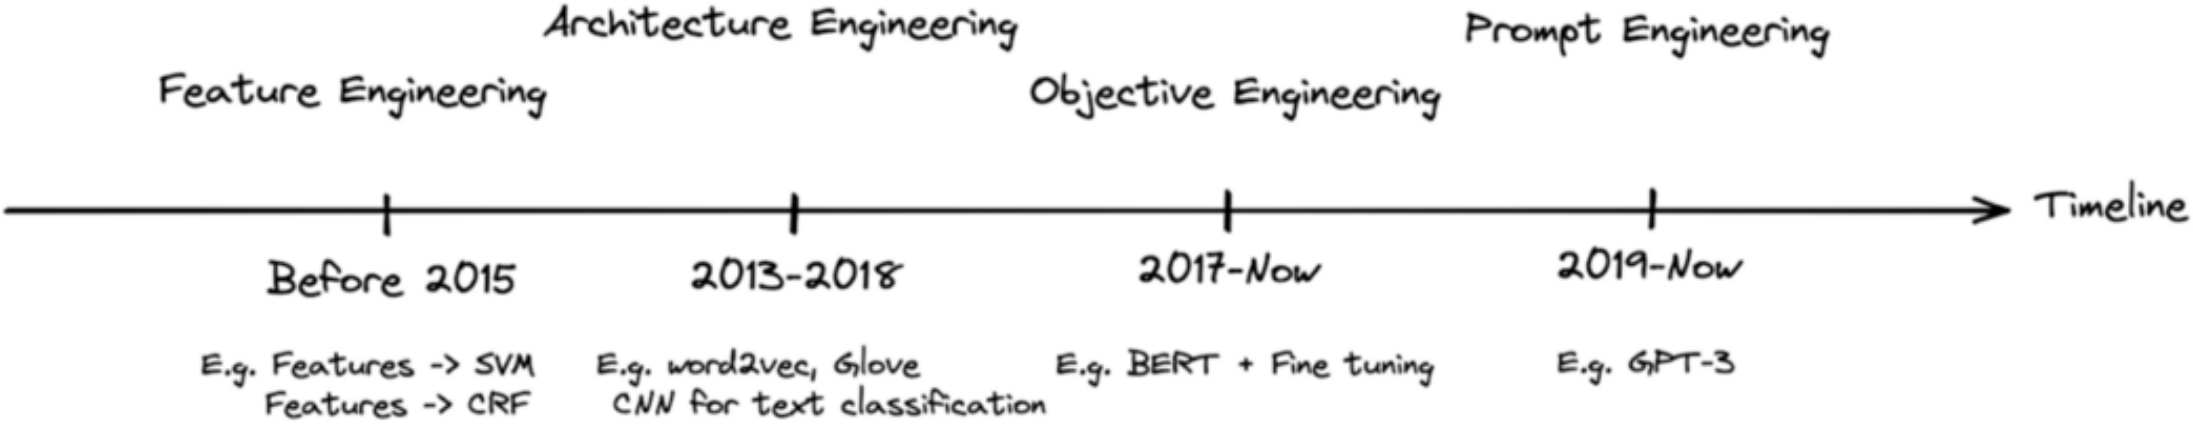 Architecture Engineering
Prompt Engineering
Feature Engineering
Objective Engineering
Timeline
Before 2015
2013-2018
2017-Now
2019-Now
E.g. Features -> SVM
Features -> CRF
E.g. word2vec, Glove
CNN for text classification
E.g. BERT + Fine tuning
E.g. GPT-3